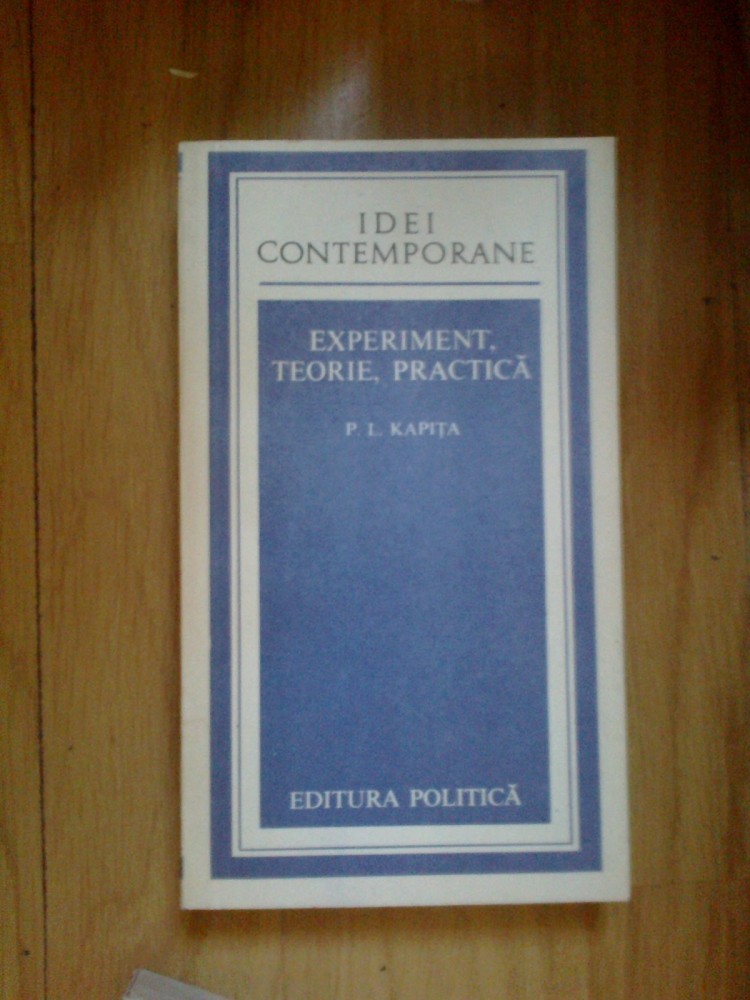 IDEI
CONTEMPORANE
EXPERIMENT,
TEORIE, PRACTICĂ
P. L. KAPIȚA
EDITURA POLITICĂ